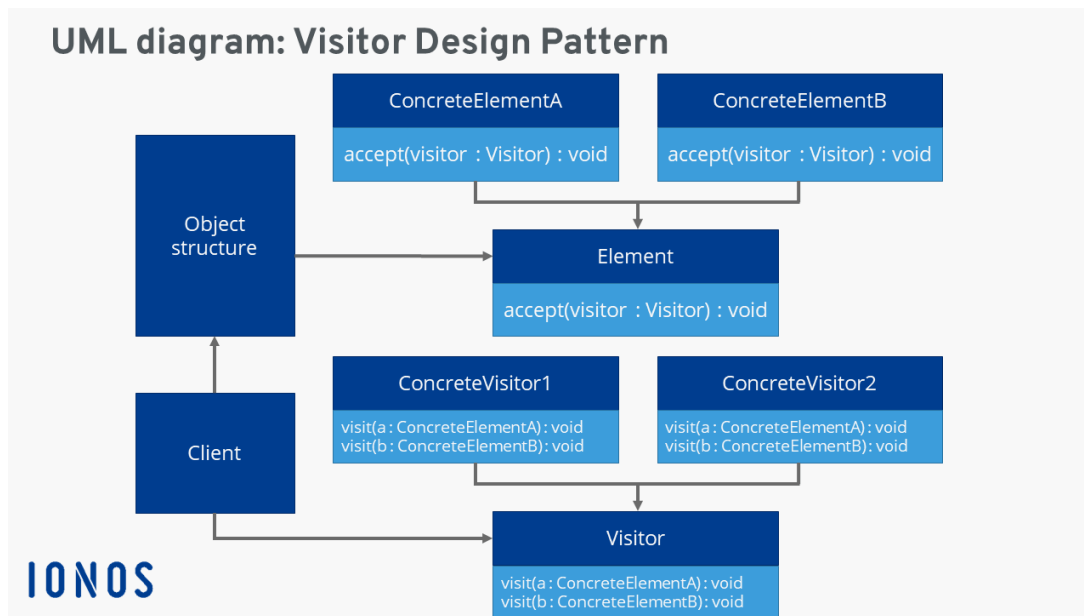 UML diagram: Visitor Design Pattern
ConcreteElementA
accept(visitor : Visitor) : void
ConcreteElementB
accept(visitor : Visitor) : void
Object
structure
Element
accept(visitor : Visitor) : void
ConcreteVisitor1
visit(a : ConcreteElementA) : void
visit(b : ConcreteElementB) : void
ConcreteVisitor2
visit(a : ConcreteElementA) : void
visit(b : ConcreteElementB) : void
Client
Visitor
visit(a : ConcreteElementA) : void
visit(b : ConcreteElementB) : void
IONOS